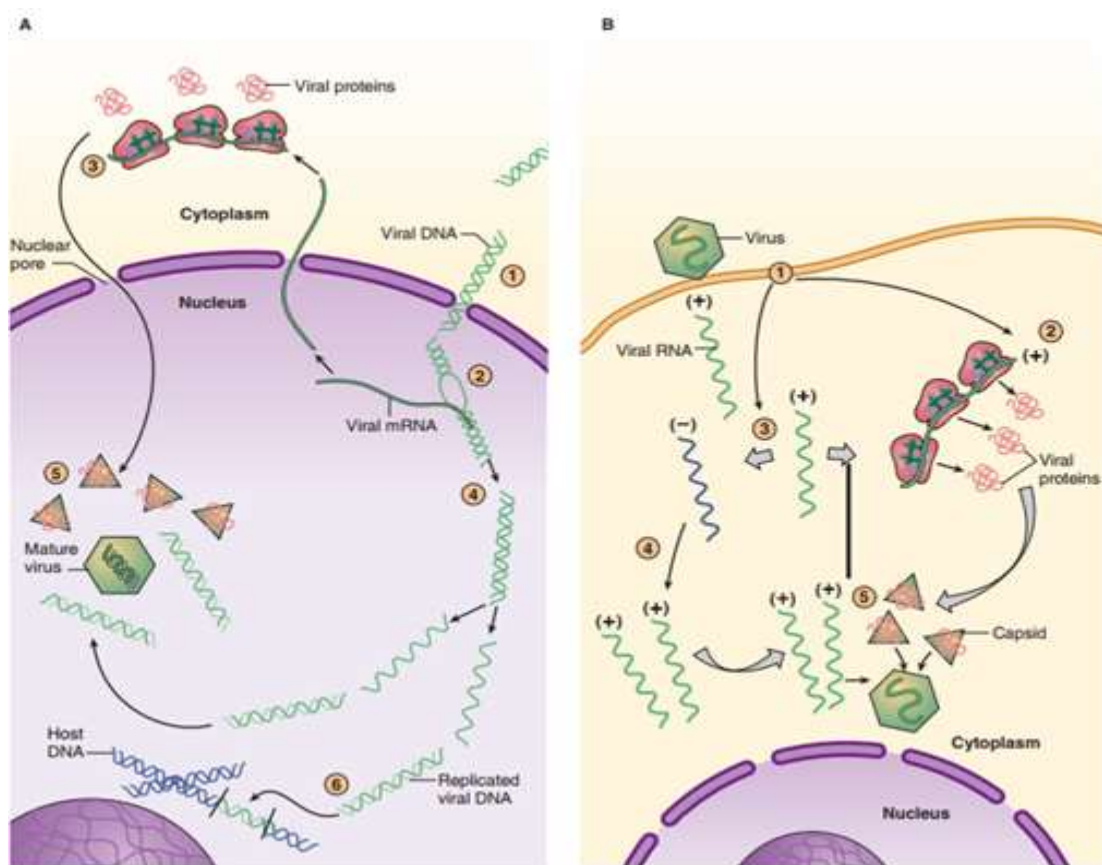 A
Viral proteins
3
Cytoplasm
Viral DNA
Nuclear
pore
1
Nucleus
2
Viral mRNA
5
4
Mature
virus
Host
DNA
6
Replicated
viral DNA
B
Virus
1
(+)
2
(+)
Viral RNA
(+)
3
(-)
Viral
proteins
4
(+)
(+)
5
(+)
(+)
Capsid
Cytoplasm
Nucleus